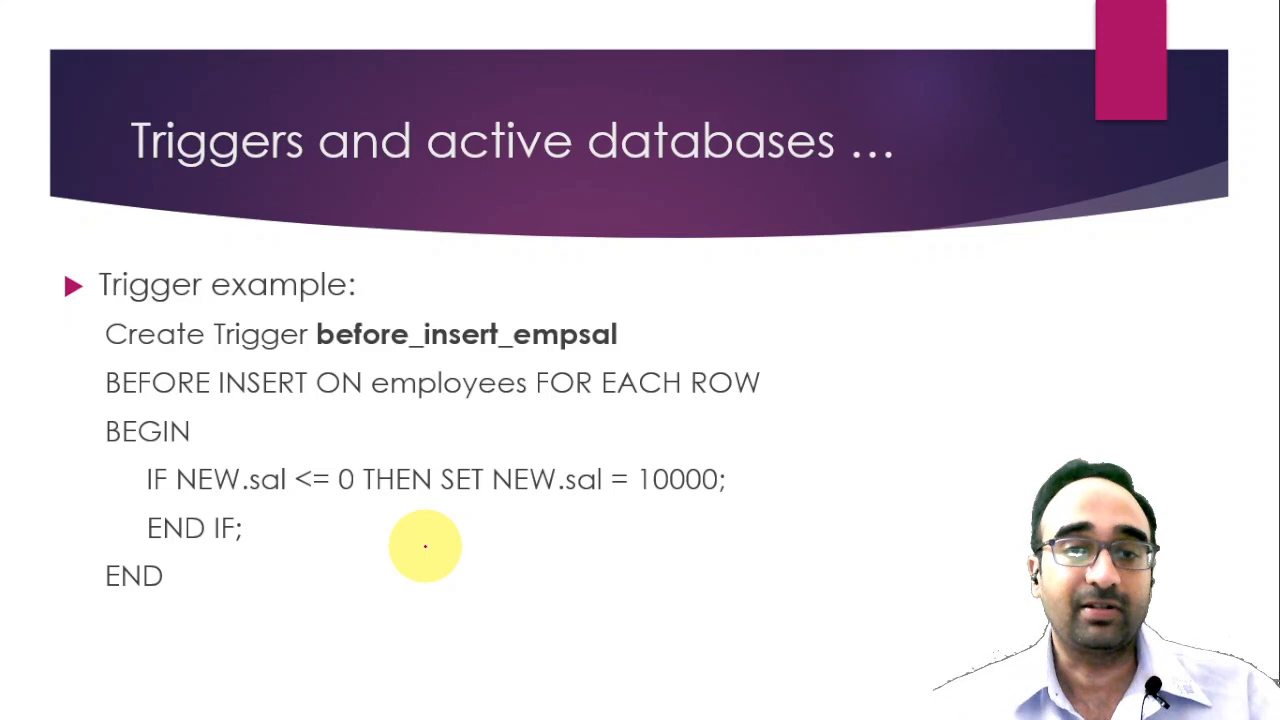 Triggers and active databases ...
Trigger example:
Create Trigger before_insert_empsal
BEFORE INSERT ON employees FOR EACH ROW
BEGIN
IF NEW.sal <= 0 THEN SET NEW.sal = 10000;
END IF;
END